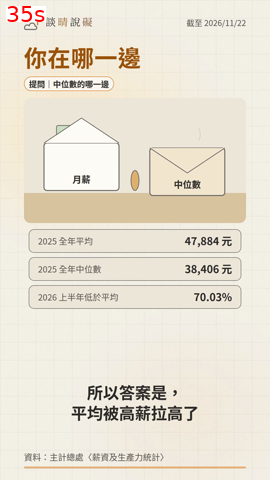 35s
談晴說礙
截至 2026/11/22
你在哪一邊
提問｜中位數的哪一邊
月薪
中位數
2025 全年平均 47,884 元
2025 全年中位數 38,406 元
2026 上半年低於平均 70.03%
所以答案是，
平均被高薪拉高了
資料：主計總處〈薪資及生產力統計〉